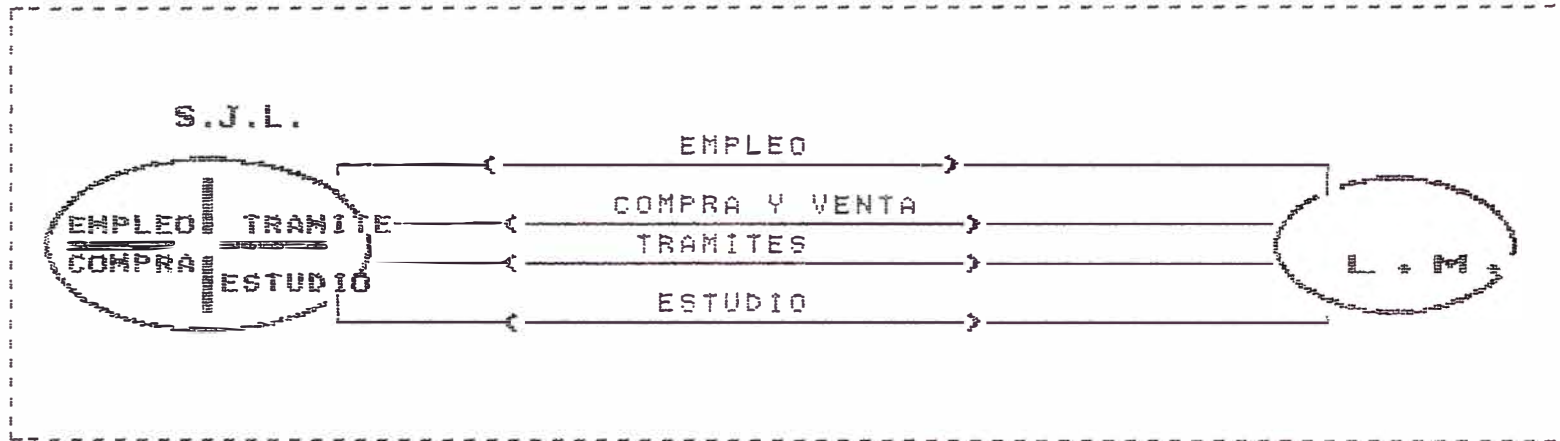 S.J.L.
EMPLEO
COMPRA Y VENTA
EMPLEO TRAMITE
TRAMITES
COMPRA
ESTUDIO
L.M.
ESTUDIO